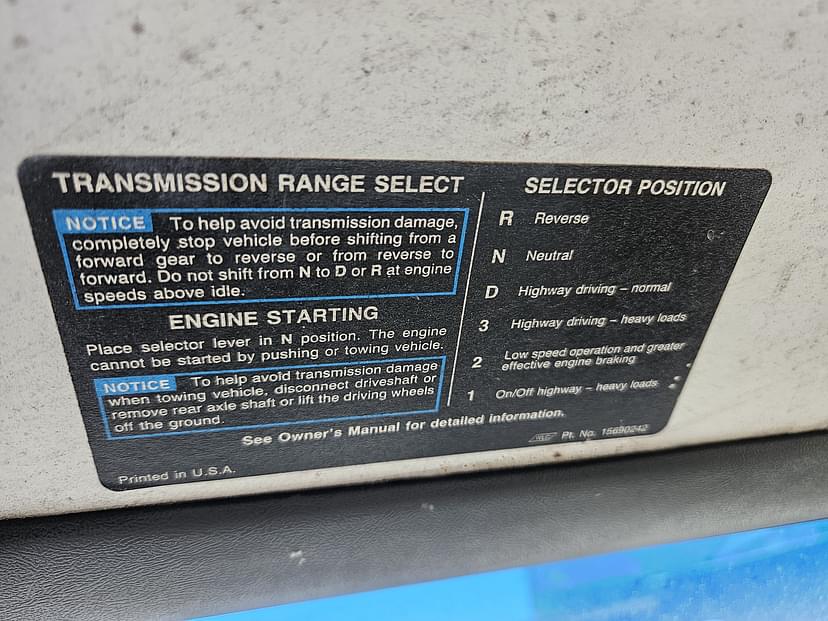 TRANSMISSION RANGE SELECT
NOTICE To help avoid transmission damage,
completely stop vehicle before shifting from a
forward gear to reverse or from reverse to
forward. Do not shift from N to D or R at engine
speeds above idle.
ENGINE STARTING
Place selector lever in N position. The engine
cannot be started by pushing or towing vehicle.
NOTICE To help avoid transmission damage
when towing vehicle, disconnect driveshaft or
remove rear axle shaft or lift the driving wheels
off the ground.
SELECTOR POSITION
R Reverse
N Neutral
D Highway driving – normal
3 Highway driving – heavy loads
2 Low speed operation and greater
effective engine braking
1 On/Off highway – heavy loads
See Owner's Manual for detailed information.
Pt. No. 15690242
Printed in U.S.A.